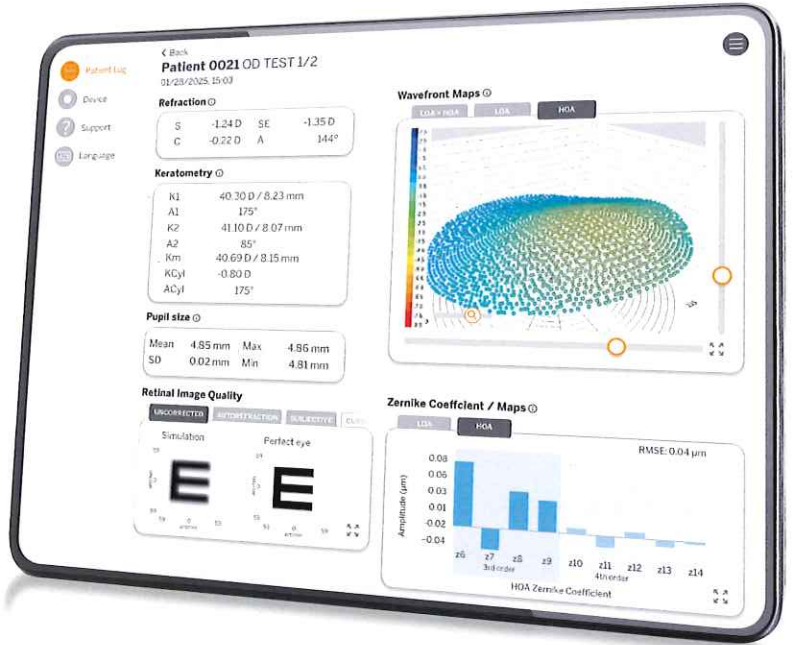 Back
Patient 0021 OD TEST 1/2
01/28/2025, 15:03
Patient Log
Device
Support
Language
Refraction
S -1.24 D SE -1.35 D
C -0.22 D A 144°
Keratometry
K1 40.30 D / 8.23 mm
A1 175°
K2 41.10 D / 8.07 mm
A2 85°
Km 40.69 D / 8.15 mm
KCyl -0.80 D
ACyl 175°
Pupil size
Mean 4.85 mm Max 4.86 mm
SD 0.02 mm Min 4.81 mm
Retinal Image Quality
UNCORRECTED AUTOREFRACTION SUBJECTIVE
Simulation Perfect eye
E E
Wavefront Maps
LOA + HOA LOA HOA
Zernike Coeffcient / Maps
LOA HOA
RMSE: 0.04 µm
Amplitude (µm)
0.08
0.06
0.03
0.01
-0.02
-0.04
z6 z7 z8 z9 z10 z11 z12 z13 z14
3rd order 4th order
HOA Zernike Coefficient